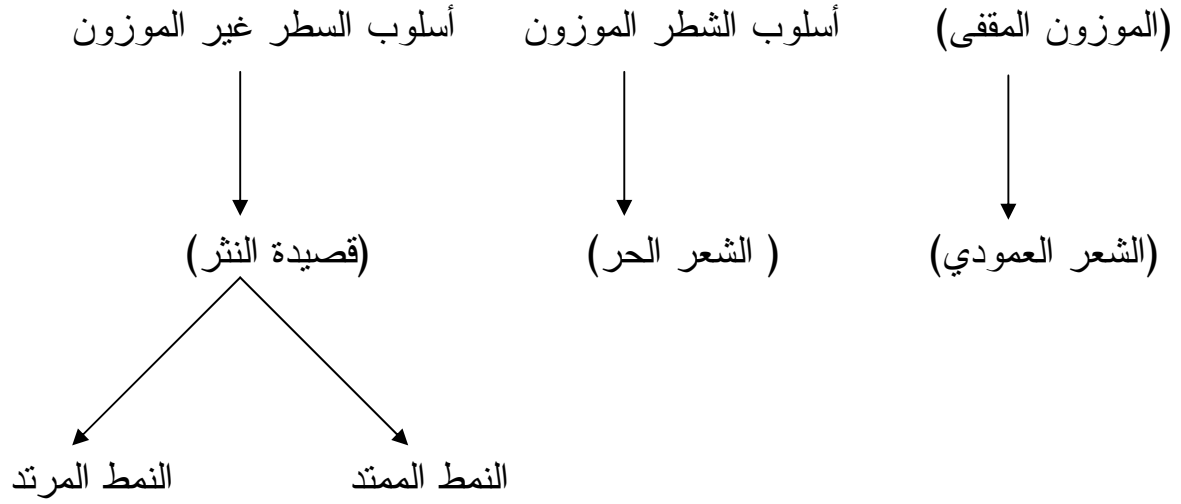 (الموزون المقفى) أسلوب الشطر الموزون أسلوب السطر غير الموزون
(الشعر العمودي) ( الشعر الحر) (قصيدة النثر)
النمط الممتد النمط المرتد